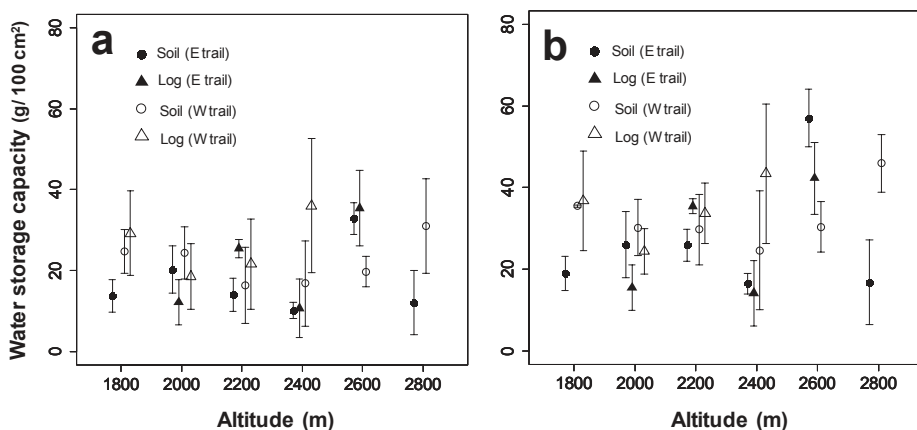 a
Soil (E trail)
Log (E trail)
Soil (W trail)
Log (W trail)
Water storage capacity (g/100 cm²)
0 20 40 60 80
1800 2000 2200 2400 2600 2800
Altitude (m)
b
Soil (E trail)
Log (E trail)
Soil (W trail)
Log (W trail)
0 20 40 60 80
1800 2000 2200 2400 2600 2800
Altitude (m)